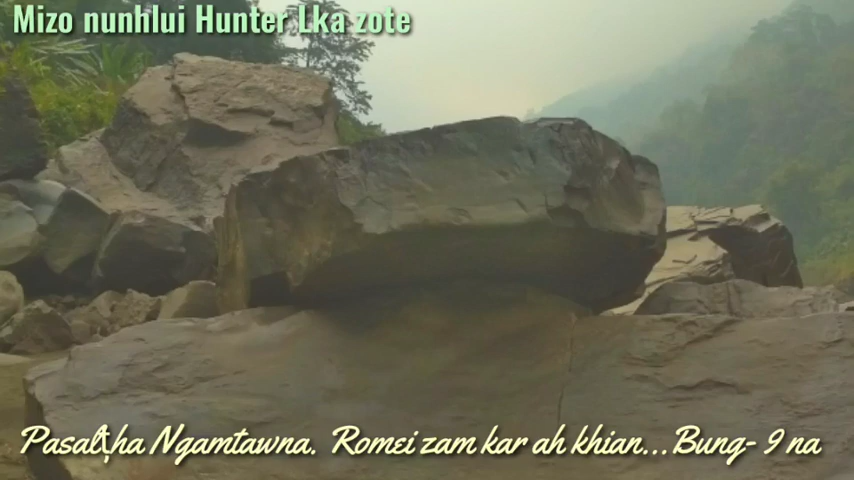 Mizo nunhlui Hunter Lka zote
Pasalṭha Ngamtawna. Romei zam kar ah khian... Bung- 9 na